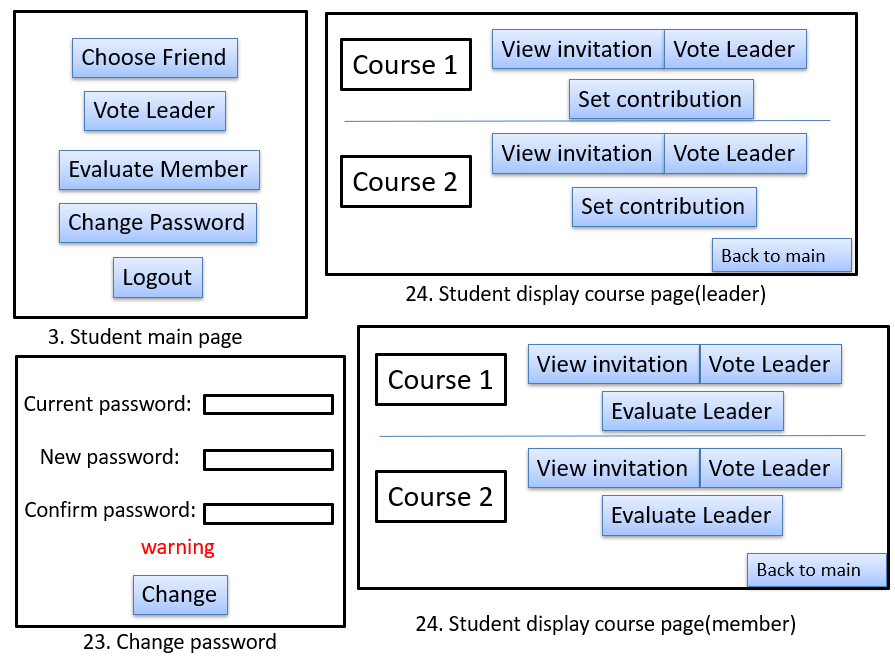 Choose Friend
Vote Leader
Evaluate Member
Change Password
Logout
3. Student main page
Course 1
View invitation
Vote Leader
Set contribution
Course 2
View invitation
Vote Leader
Set contribution
Back to main
24. Student display course page(leader)
Current password:
New password:
Confirm password:
warning
Change
23. Change password
Course 1
View invitation
Vote Leader
Evaluate Leader
Course 2
View invitation
Vote Leader
Evaluate Leader
Back to main
24. Student display course page(member)